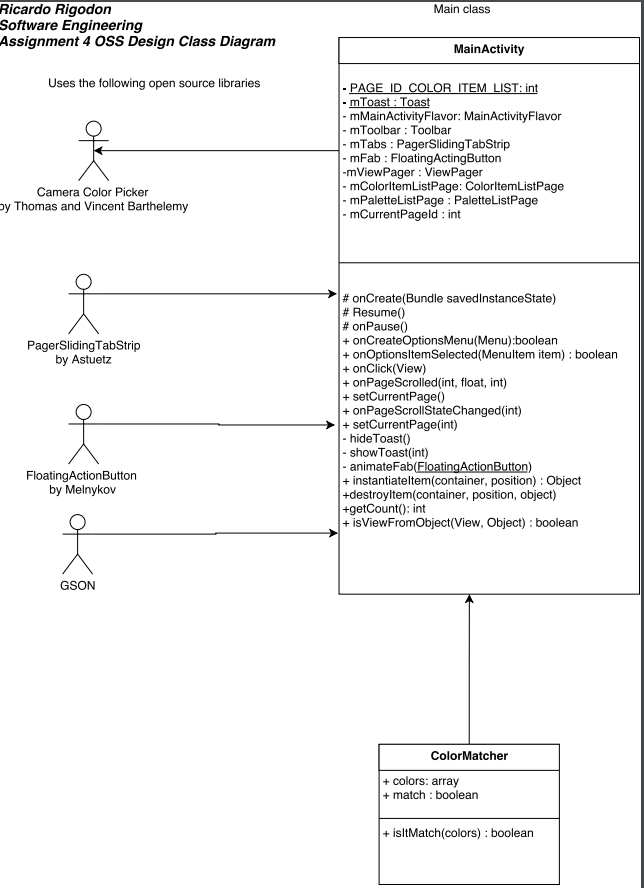 Ricardo Rigodon
Software Engineering
Assignment 4 OSS Design Class Diagram
Main class
Uses the following open source libraries
Camera Color Picker
by Thomas and Vincent Barthelemy
PagerSlidingTabStrip
by Astuetz
FloatingActionButton
by Melnykov
GSON
MainActivity
- PAGE_ID_COLOR_ITEM_LIST: int
- mToast : Toast
- mMainActivityFlavor: MainActivityFlavor
- mToolbar : Toolbar
- mTabs : PagerSlidingTabStrip
- mFab : FloatingActingButton
-mViewPager : ViewPager
- mColorItemListPage: ColorItemListPage
- mPaletteListPage : PaletteListPage
- mCurrentPageId : int
# onCreate(Bundle savedInstanceState)
# Resume()
# onPause()
+ onCreateOptionsMenu(Menu):boolean
+ onOptionsItemSelected(MenuItem item) : boolean
+ onClick(View)
+ onPageScrolled(int, float, int)
+ setCurrentPage()
+ onPageScrollStateChanged(int)
+ setCurrentPage(int)
- hideToast()
- showToast(int)
- animateFab(FloatingActionButton)
+ instantiateItem(container, position) : Object
+destroyItem(container, position, object)
+getCount(): int
+ isViewFromObject(View, Object) : boolean
ColorMatcher
+ colors: array
+ match : boolean
+ isItMatch(colors) : boolean